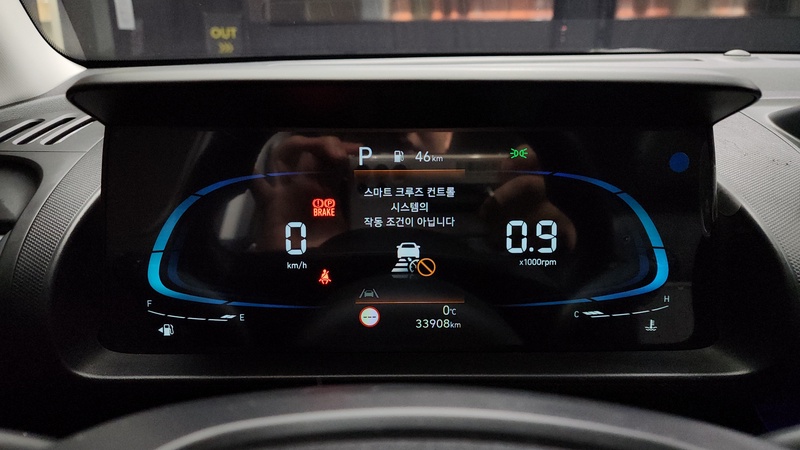 OUT
P 46km
스마트 크루즈 컨트롤
시스템의
작동 조건이 아닙니다
(!) (P)
BRAKE
0
km/h
0.9
x1000rpm
F
E
C
H
0℃
33908km